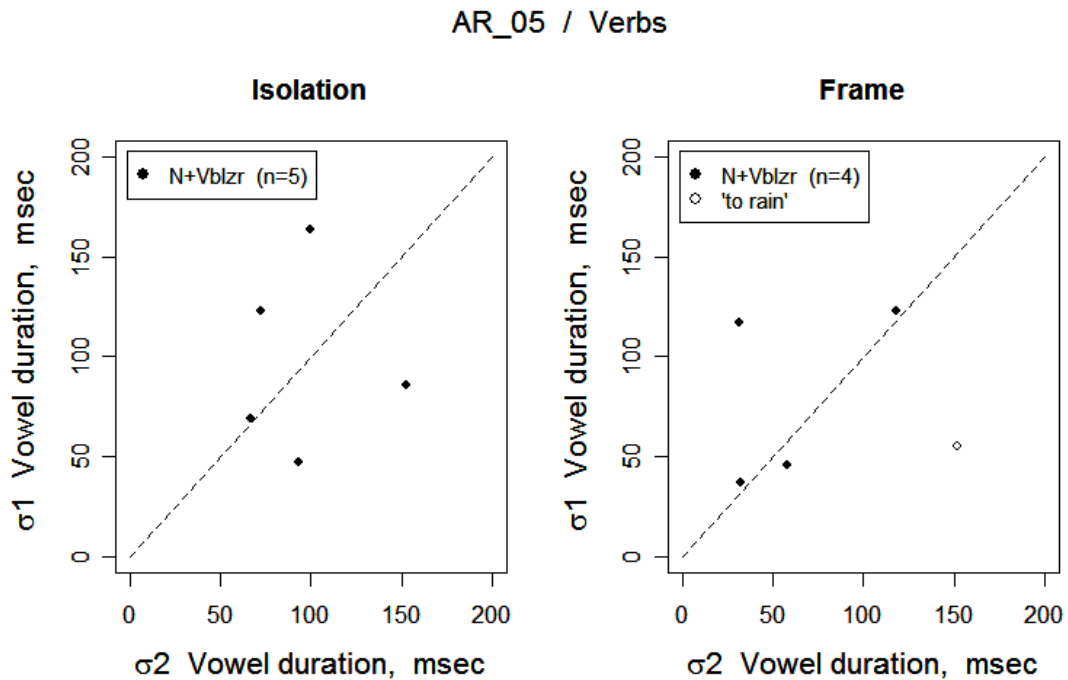 AR_05 / Verbs
Isolation
N+Vblzr (n=5)
σ1 Vowel duration, msec
200
150
100
50
0
0 50 100 150 200
σ2 Vowel duration, msec
Frame
N+Vblzr (n=4)
'to rain'
σ1 Vowel duration, msec
200
150
100
50
0
0 50 100 150 200
σ2 Vowel duration, msec